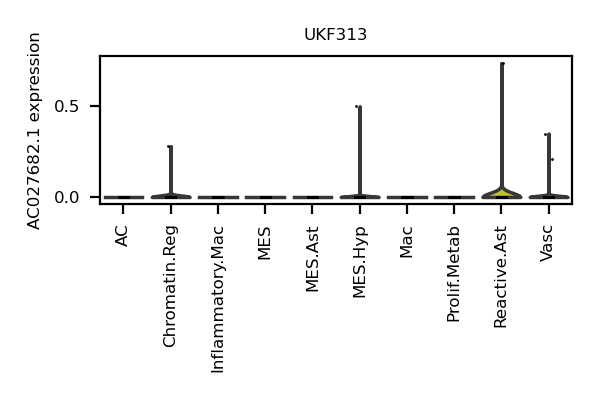 UKF313
AC027682.1 expression
0.5
0.0
AC
Chromatin.Reg
Inflammatory.Mac
MES
MES.Ast
MES.Hyp
Mac
Prolif.Metab
Reactive.Ast
Vasc